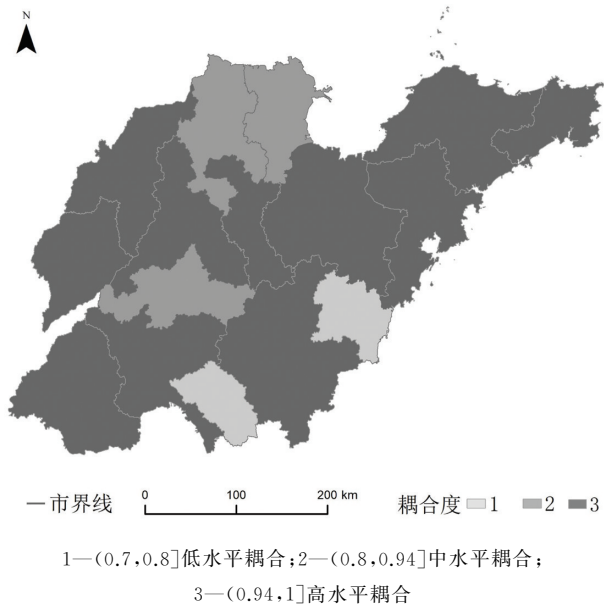 N
市界线
0 100 200 km
耦合度 1 2 3
1—(0.7,0.8]低水平耦合;2—(0.8,0.94]中水平耦合;
3—(0.94,1]高水平耦合